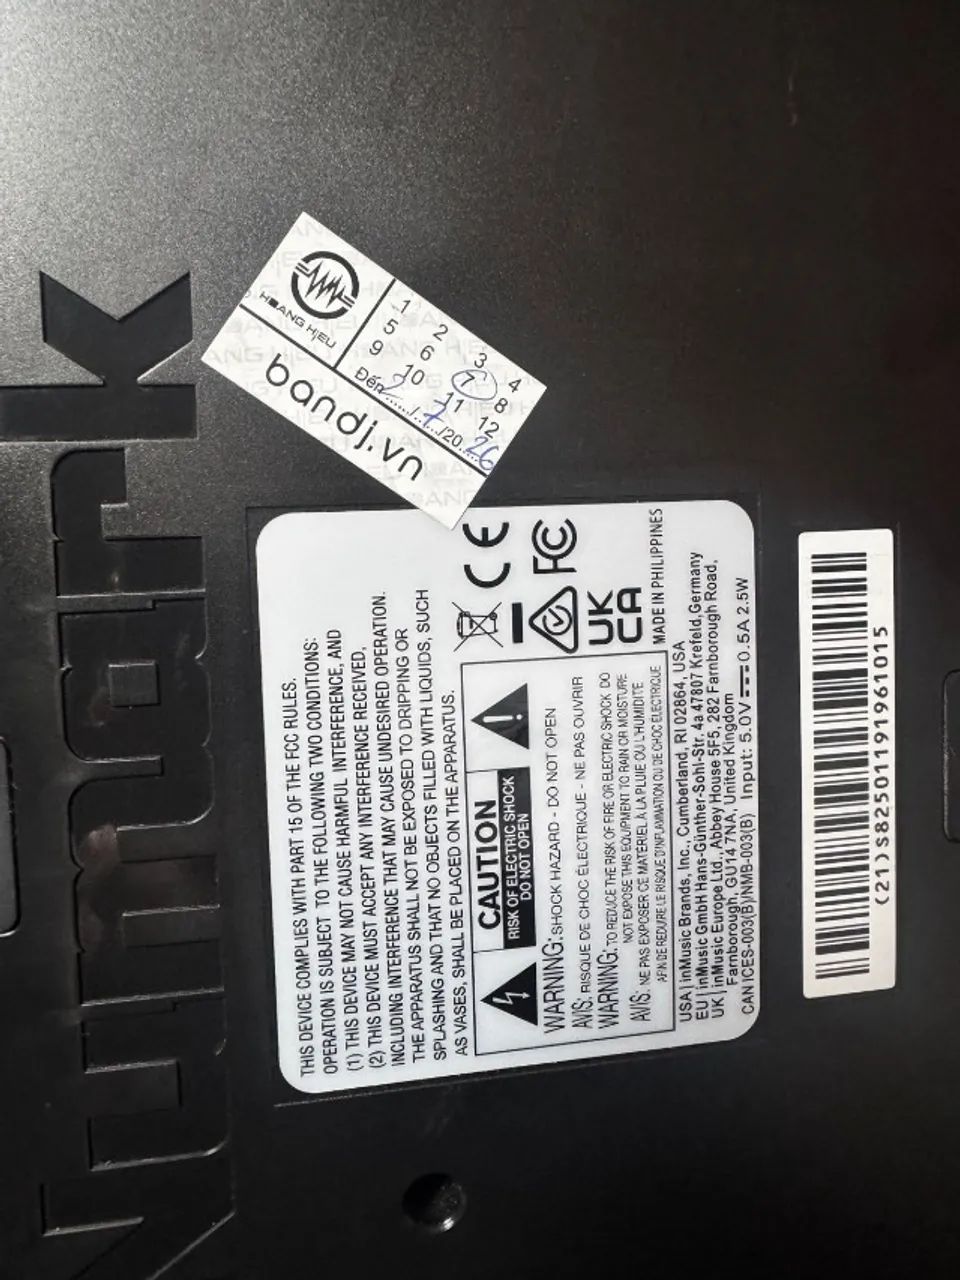 Numark
HOANG HIEU
1 2 3 4
5 6 7 8
9 10 11 12
Đến 2/7/2026
bandj.vn
THIS DEVICE COMPLIES WITH PART 15 OF THE FCC RULES.
OPERATION IS SUBJECT TO THE FOLLOWING TWO CONDITIONS:
(1) THIS DEVICE MAY NOT CAUSE HARMFUL INTERFERENCE, AND
(2) THIS DEVICE MUST ACCEPT ANY INTERFERENCE RECEIVED,
INCLUDING INTERFERENCE THAT MAY CAUSE UNDESIRED OPERATION.
THE APPARATUS SHALL NOT BE EXPOSED TO DRIPPING OR
SPLASHING AND THAT NO OBJECTS FILLED WITH LIQUIDS, SUCH
AS VASES, SHALL BE PLACED ON THE APPARATUS.
CAUTION
RISK OF ELECTRIC SHOCK
DO NOT OPEN
WARNING: SHOCK HAZARD - DO NOT OPEN
AVIS: RISQUE DE CHOC ÉLECTRIQUE - NE PAS OUVRIR
WARNING: TO REDUCE THE RISK OF FIRE OR ELECTRIC SHOCK DO
NOT EXPOSE THIS EQUIPMENT TO RAIN OR MOISTURE
AVIS: NE PAS EXPOSER CE MATERIEL À LA PLUIE OU L'HUMIDITE
AFIN DE REDUIRE LE RISQUE D'INFLAMMATION OU DE CHOC ELECTRIQUE
CE
FC
UK
CA
MADE IN PHILIPPINES
USA | inMusic Brands, Inc., Cumberland, RI 02864, USA
EU | inMusic GmbH Hans-Günther-Sohl-Str. 4a 47807 Krefeld, Germany
UK | inMusic Europe Ltd., Abbey House 5F5, 282 Farnborough Road,
Farnborough, GU14 7NA, United Kingdom
CAN ICES-003(B)/NMB-003(B) Input: 5.0V ⎓ 0.5A 2.5W
(21)S82501191961015